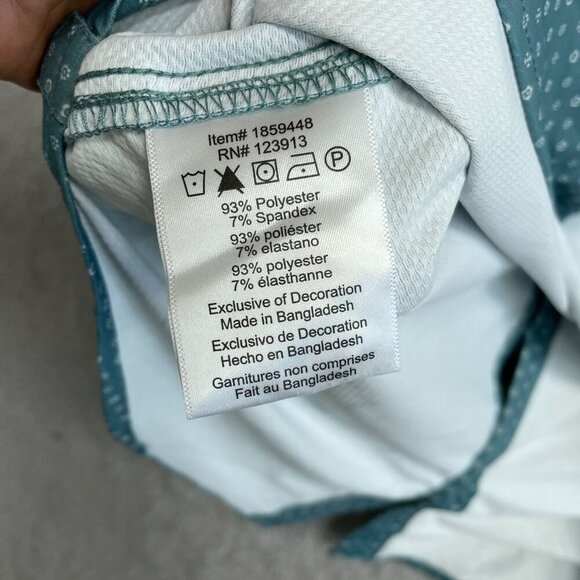 Item# 1859448
RN# 123913
P
93% Polyester
7% Spandex
93% poliéster
7% elastano
93% polyester
7% élasthanne
Exclusive of Decoration
Made in Bangladesh
Exclusivo de Decoration
Hecho en Bangladesh
Garnitures non comprises
Fait au Bangladesh